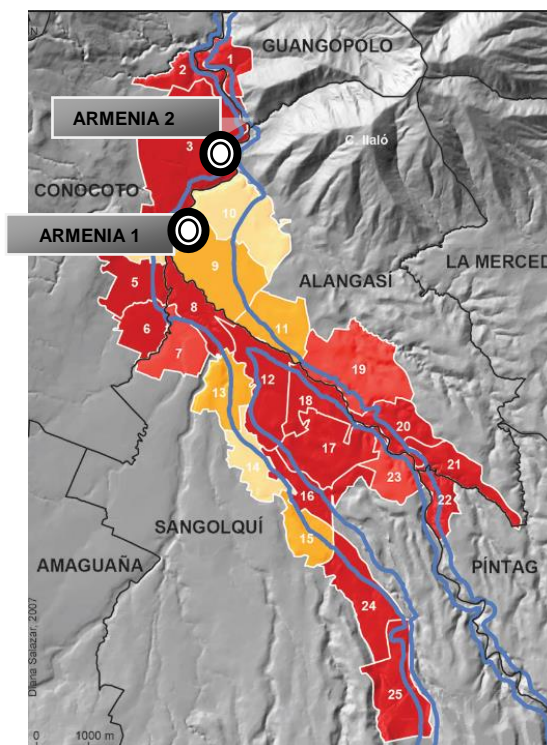 GUANGOPOLO
2
1
ARMENIA 2
3
C. Ilaló
CONOCOTO
10
ARMENIA 1
LA MERCED
9
ALANGASÍ
5
8
11
6
7
19
12
13
18
20
17
21
14
23
16
22
SANGOLQUÍ
15
AMAGUAÑA
PÍNTAG
24
Diana Salazar, 2007
25
0 1000 m